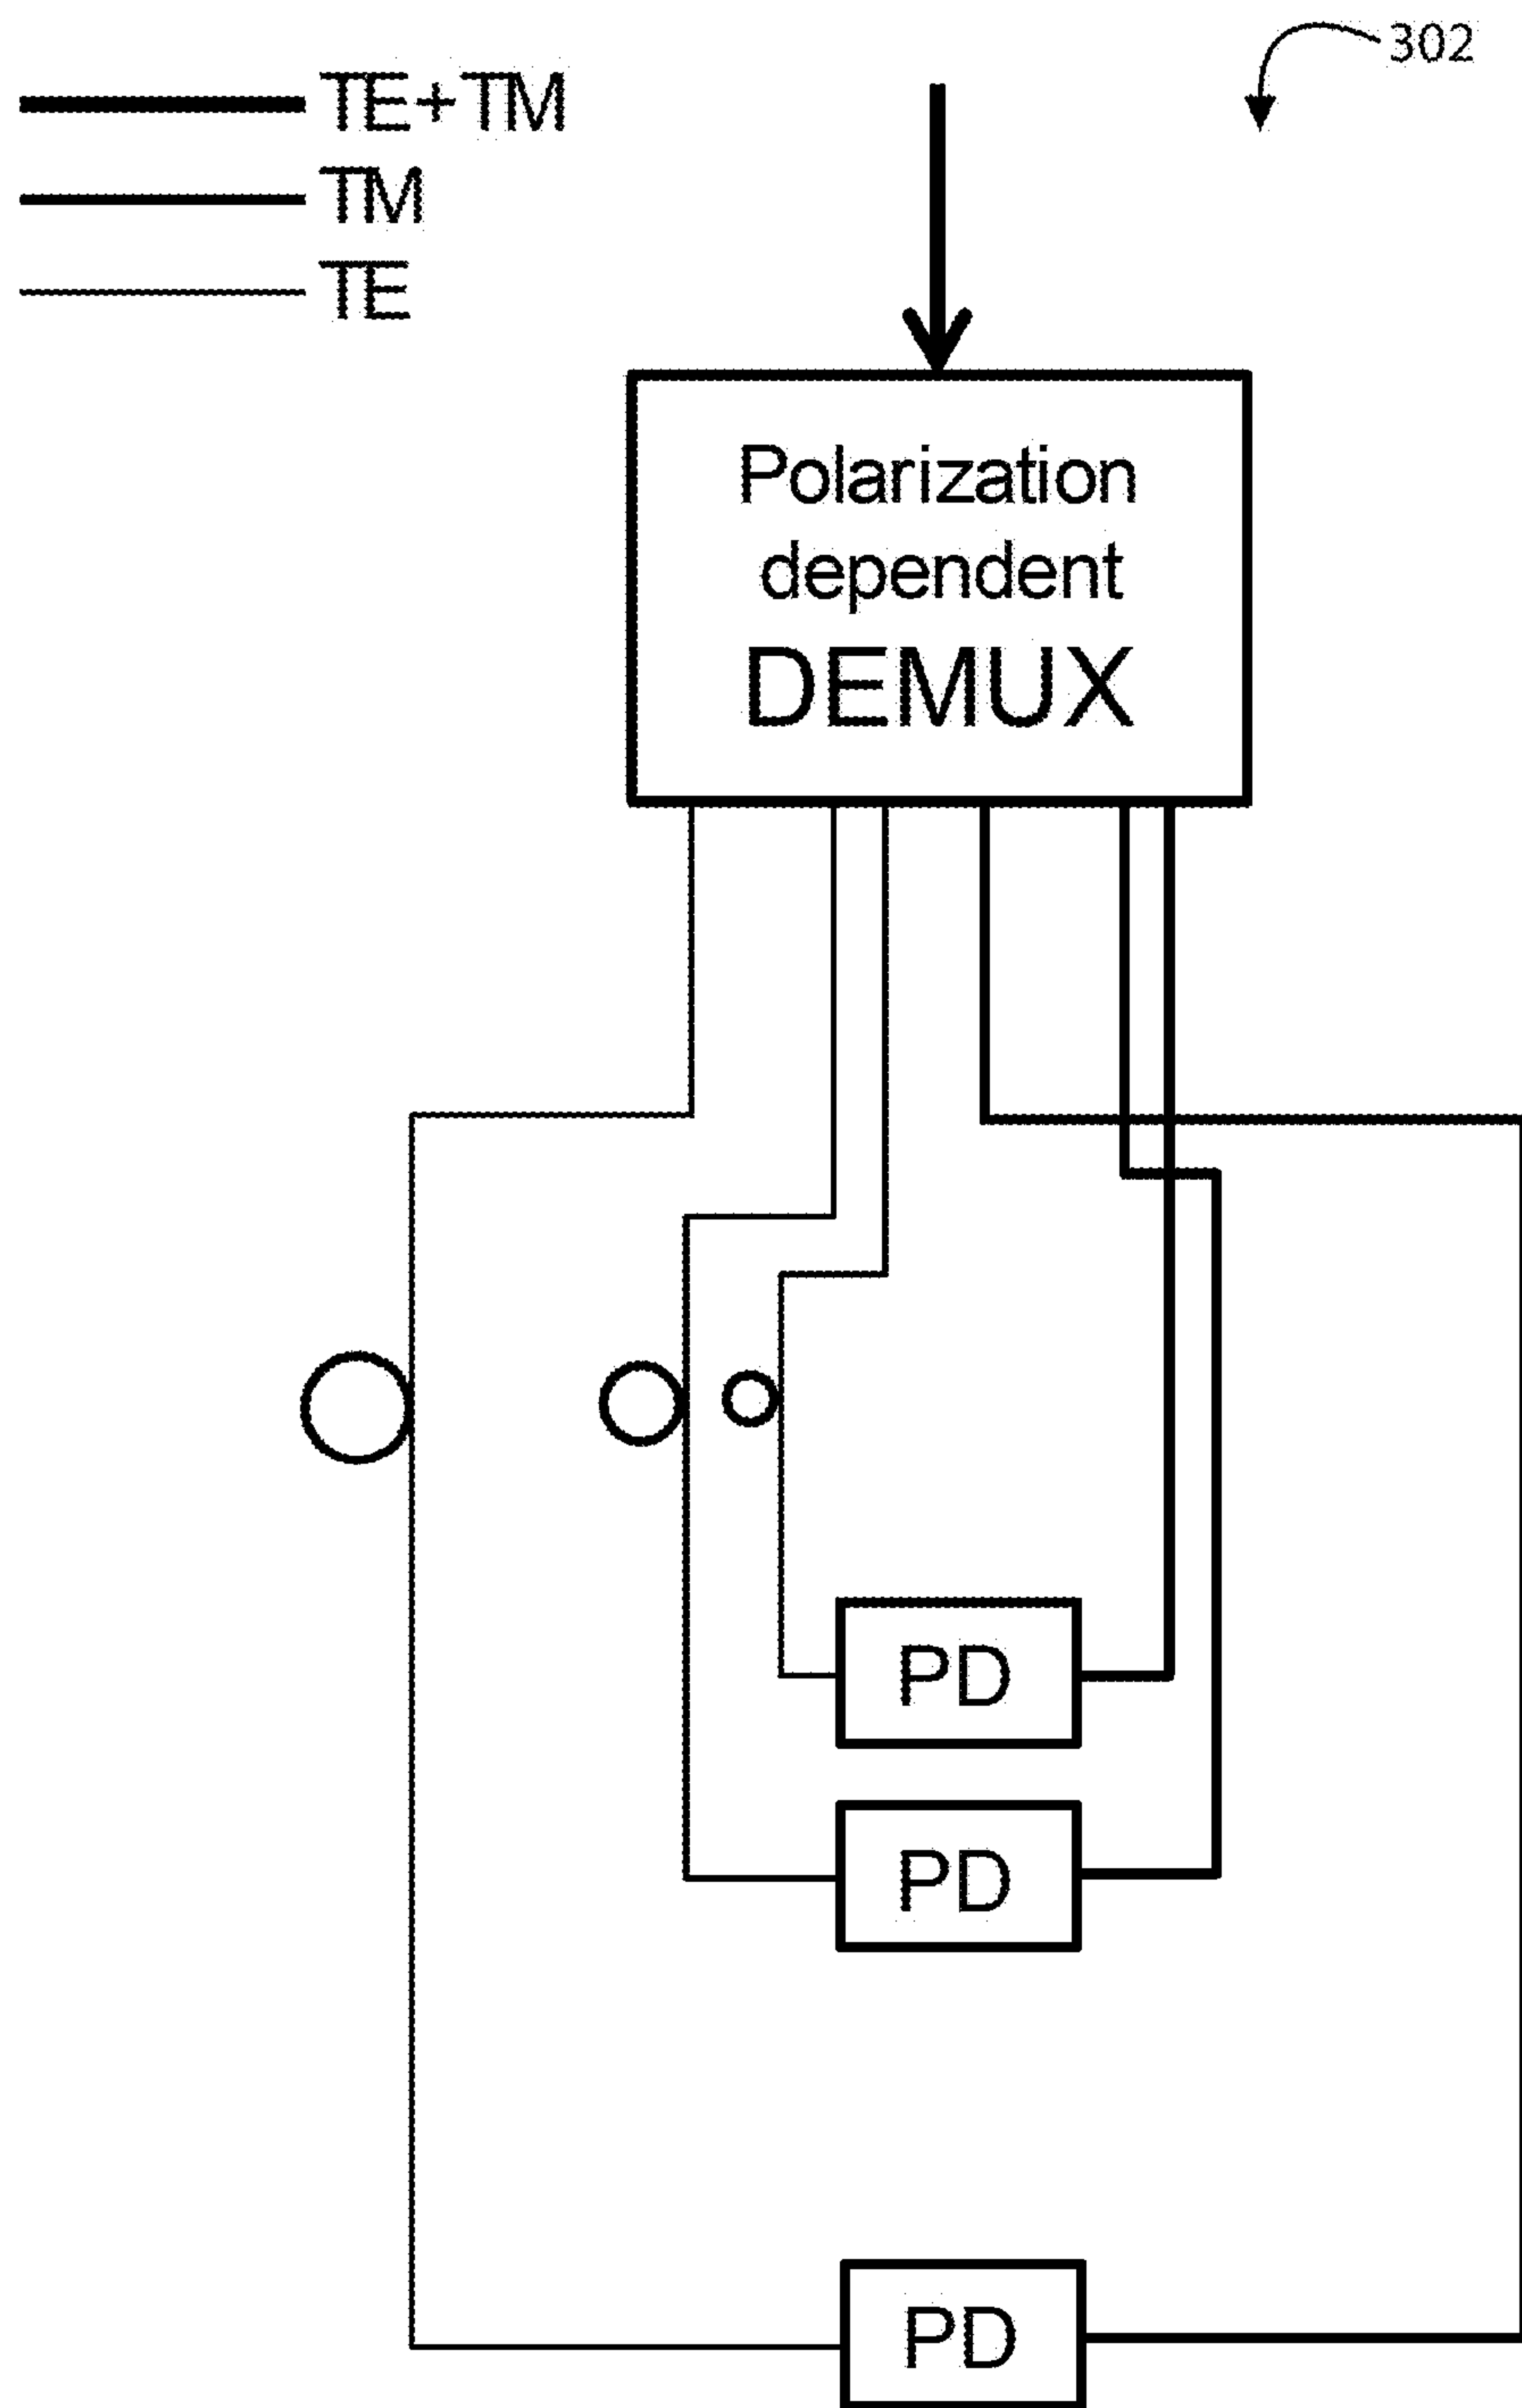 302
TE+TM
TM
TE
Polarization
dependent
DEMUX
PD
PD
PD